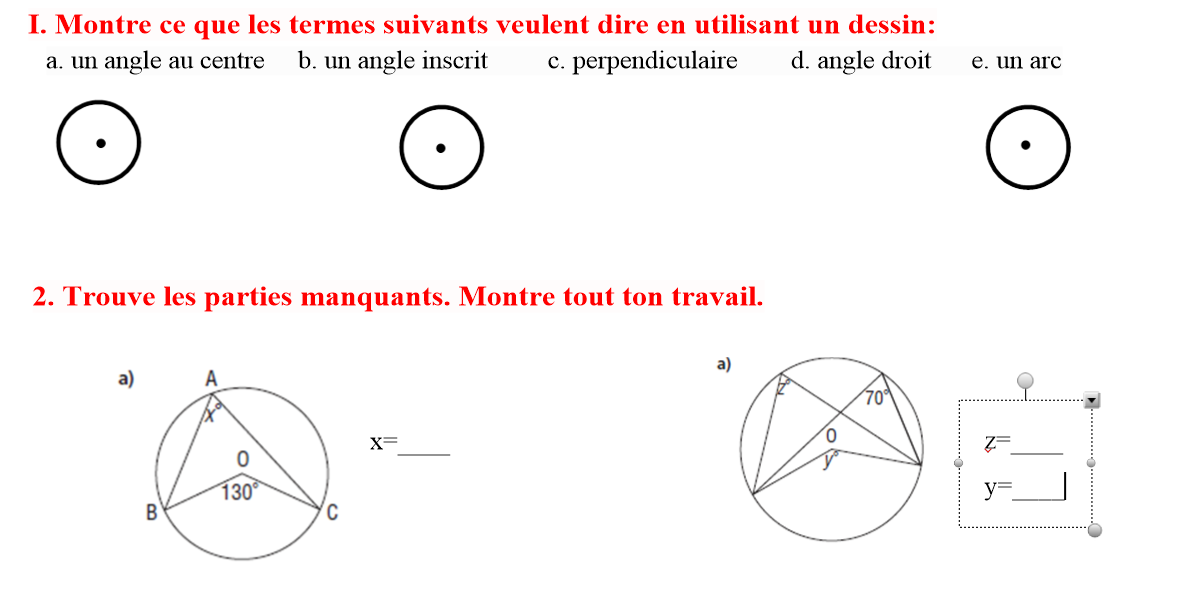 I. Montre ce que les termes suivants veulent dire en utilisant un dessin:
a. un angle au centre b. un angle inscrit c. perpendiculaire d. angle droit e. un arc
2. Trouve les parties manquants. Montre tout ton travail.
a)
A
x°
O
130°
B
C
x=____
a)
z°
70°
O
y°
z=____
y=____